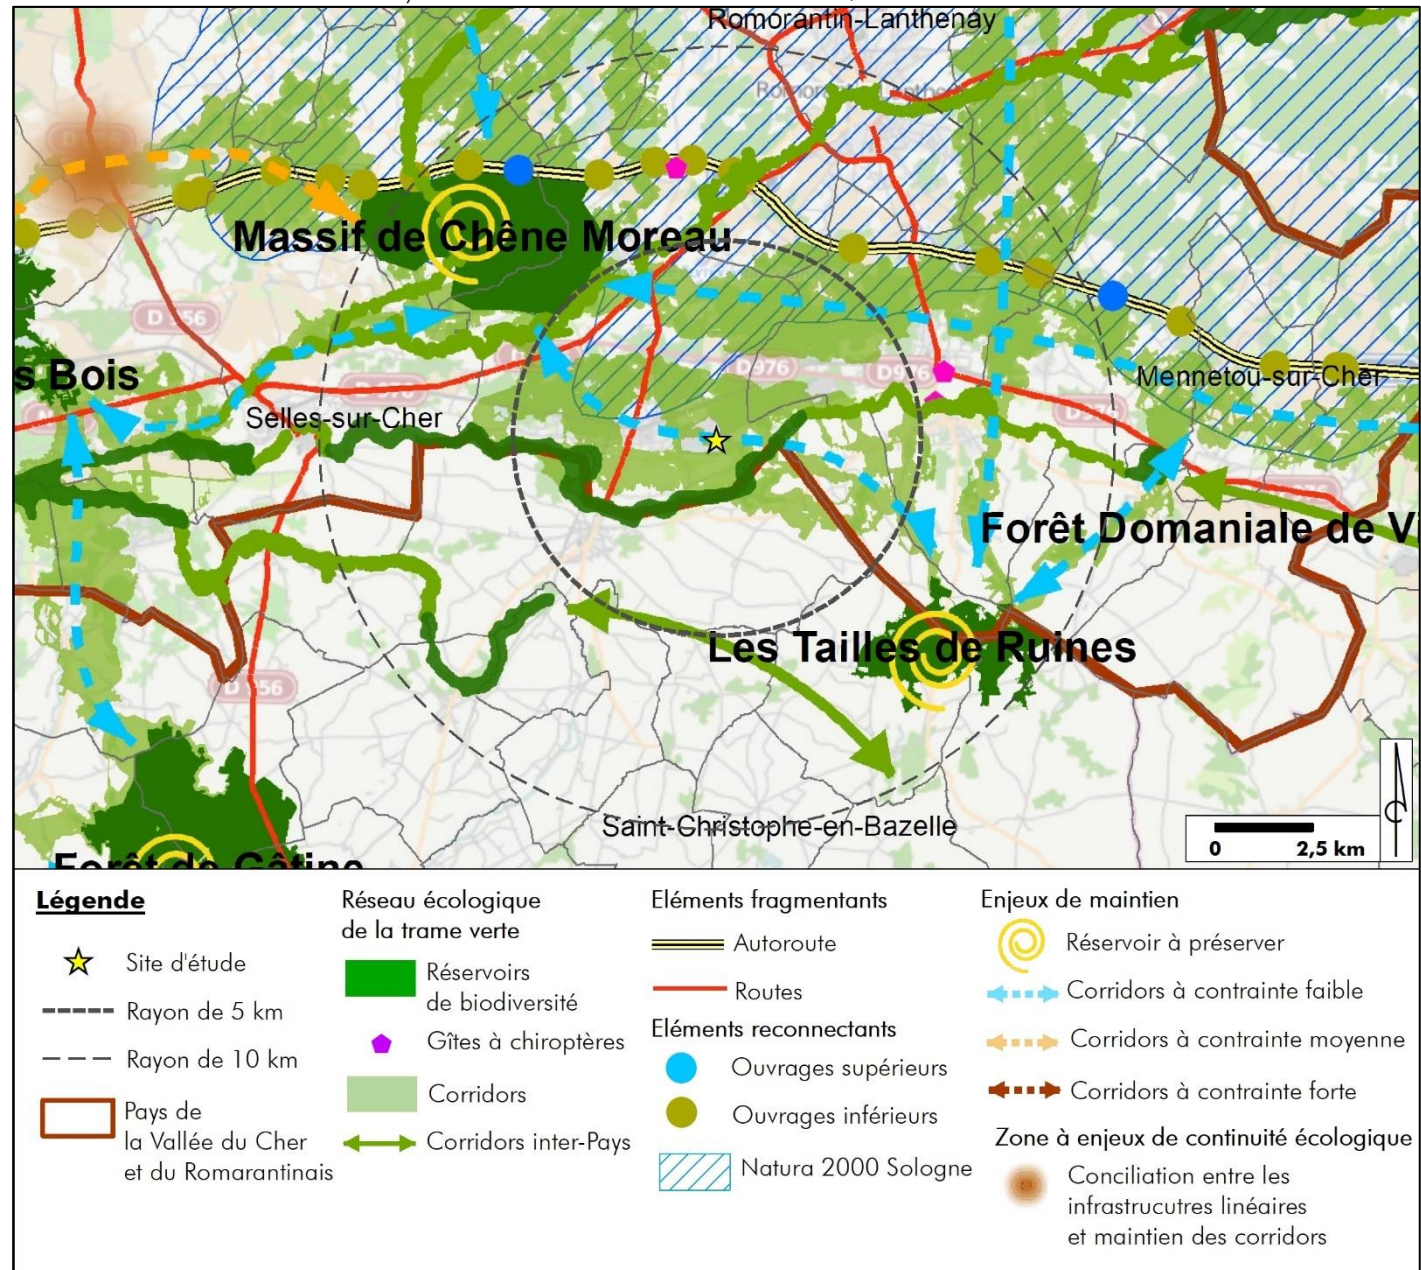 Romorantin-Lanthenay
Massif de Chêne Moreau
D 956
s Bois
D976
D976
Mennetou-sur-Cher
Selles-sur-Cher
Forêt Domaniale de V
Les Tailles de Ruines
D 956
Saint-Christophe-en-Bazelle
Forêt de Gâtine
0 2,5 km
Légende
Site d'étude
Rayon de 5 km
Rayon de 10 km
Pays de
la Vallée du Cher
et du Romarantinais
Réseau écologique
de la trame verte
Réservoirs
de biodiversité
Gîtes à chiroptères
Corridors
Corridors inter-Pays
Eléments fragmentants
Autoroute
Routes
Eléments reconnectants
Ouvrages supérieurs
Ouvrages inférieurs
Natura 2000 Sologne
Enjeux de maintien
Réservoir à préserver
Corridors à contrainte faible
Corridors à contrainte moyenne
Corridors à contrainte forte
Zone à enjeux de continuité écologique
Conciliation entre les
infrastrucutres linéaires
et maintien des corridors